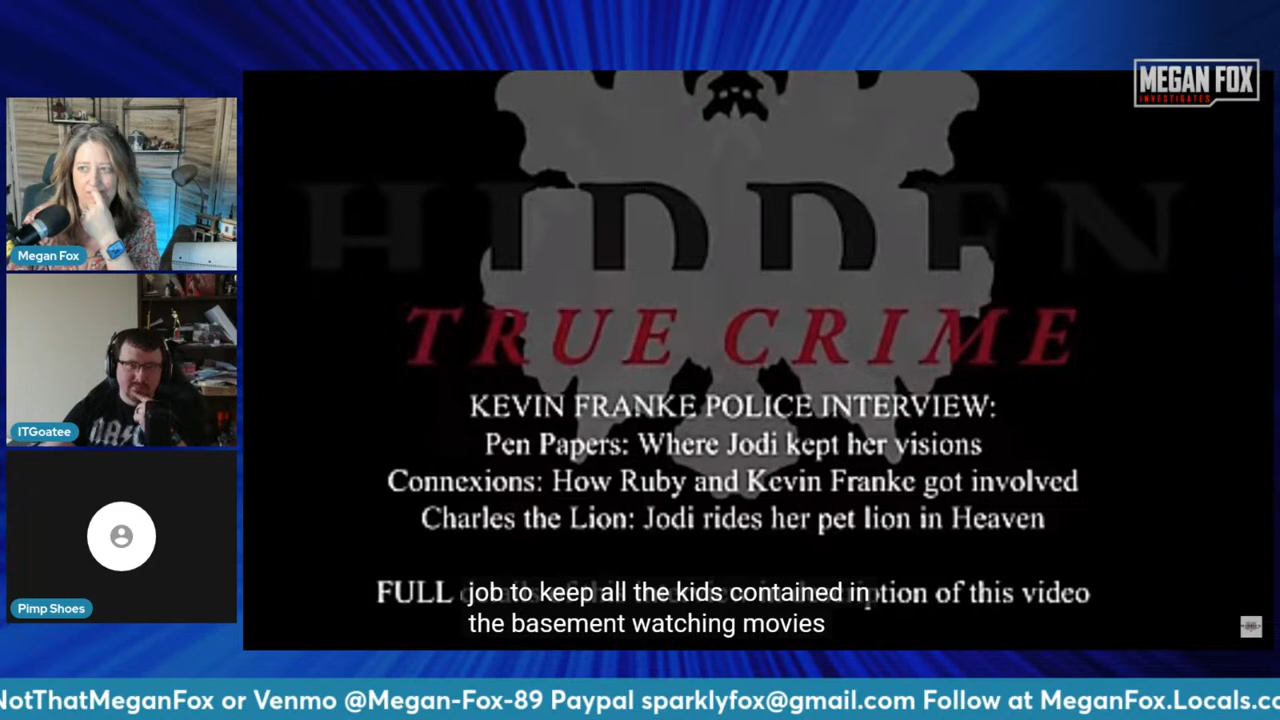 MEGAN FOX
INVESTIGATES
Megan Fox
ITGoatee
Pimp Shoes
HIDDEN
TRUE CRIME
KEVIN FRANKE POLICE INTERVIEW:
Pen Papers: Where Jodi kept her visions
Connexions: How Ruby and Kevin Franke got involved
Charles the Lion: Jodi rides her pet lion in Heaven
FULL ption of this video
job to keep all the kids contained in
the basement watching movies
NotThatMeganFox or Venmo @Megan-Fox-89 Paypal sparklyfox@gmail.com Follow at MeganFox.Locals.co